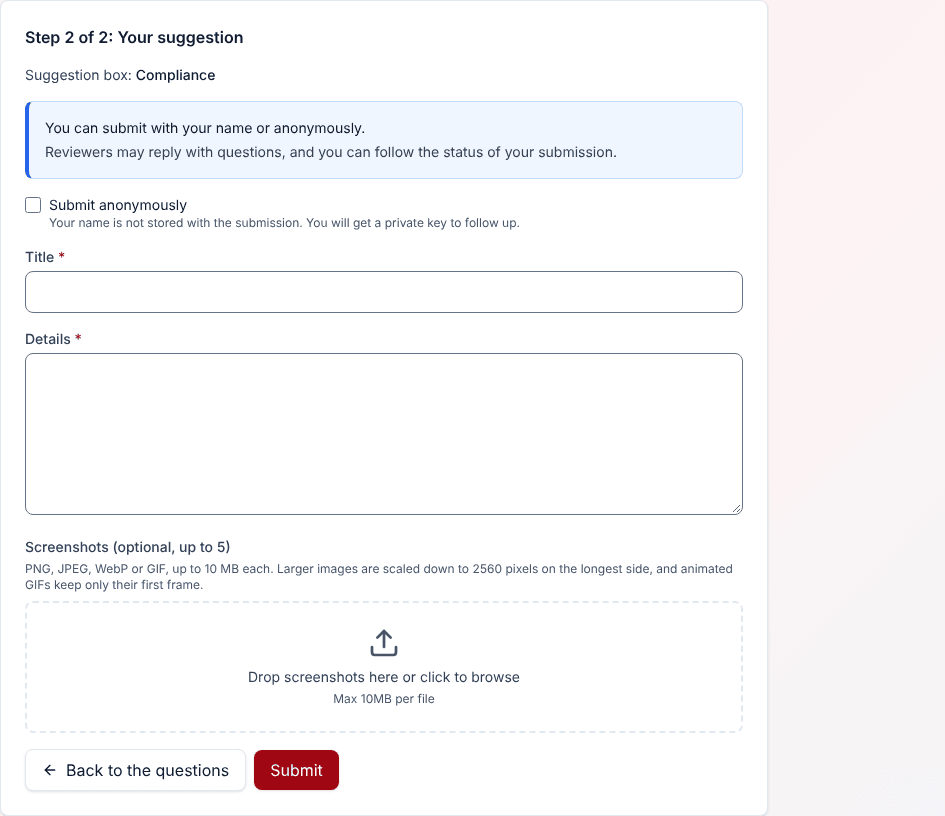 Step 2 of 2: Your suggestion
Suggestion box: Compliance
You can submit with your name or anonymously.
Reviewers may reply with questions, and you can follow the status of your submission.
Submit anonymously
Your name is not stored with the submission. You will get a private key to follow up.
Title *
Details *
Screenshots (optional, up to 5)
PNG, JPEG, WebP or GIF, up to 10 MB each. Larger images are scaled down to 2560 pixels on the longest side, and animated
GIFs keep only their first frame.
Drop screenshots here or click to browse
Max 10MB per file
Back to the questions
Submit